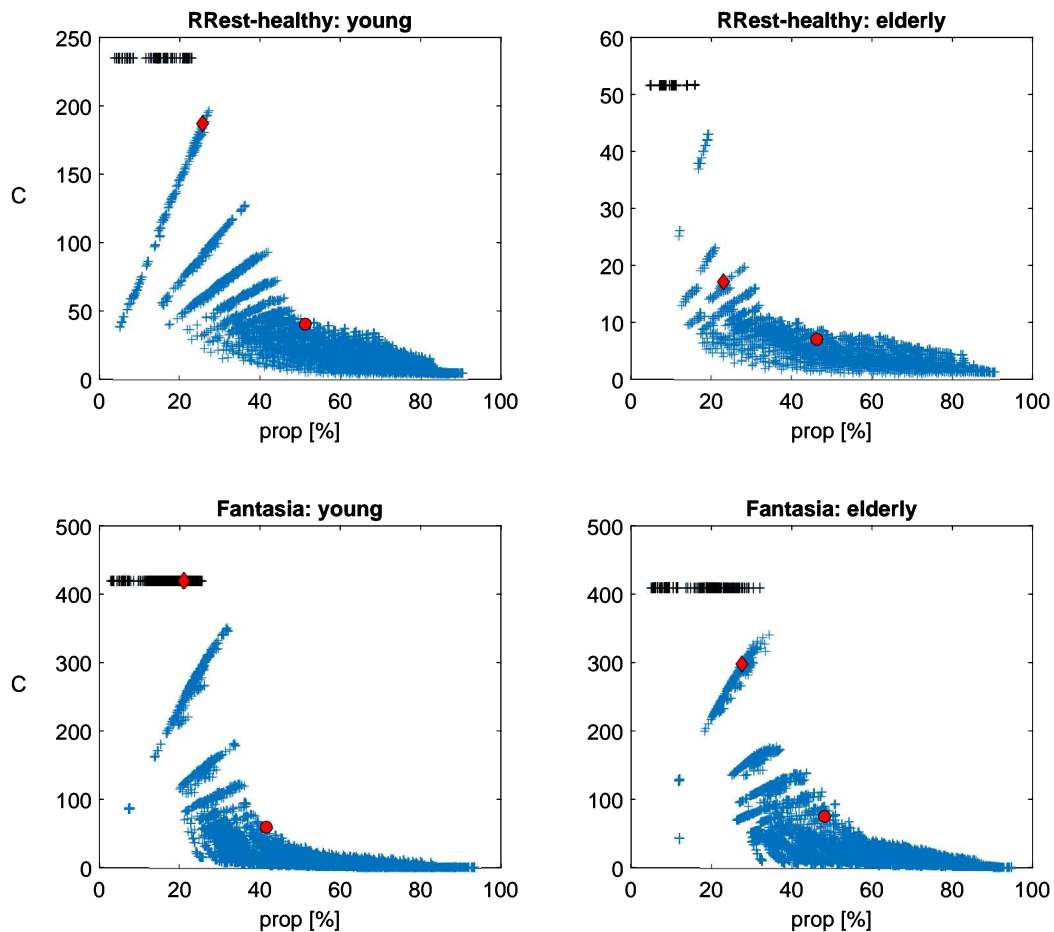 RRest-healthy: young
250
200
150
100
50
0
C
0 20 40 60 80 100
prop [%]
RRest-healthy: elderly
60
50
40
30
20
10
0
0 20 40 60 80 100
prop [%]
Fantasia: young
500
400
300
200
100
0
C
0 20 40 60 80 100
prop [%]
Fantasia: elderly
500
400
300
200
100
0
0 20 40 60 80 100
prop [%]